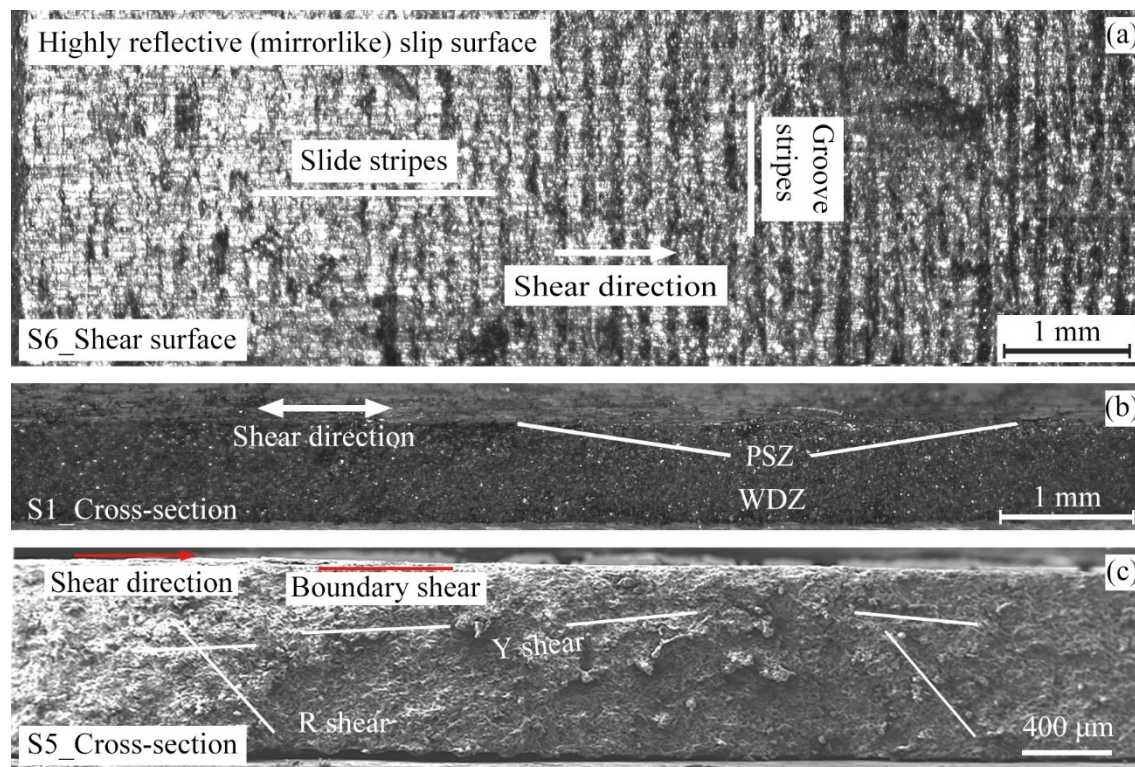 Highly reflective (mirrorlike) slip surface
(a)
Slide stripes
Groove
stripes
Shear direction
S6_Shear surface
1 mm
(b)
Shear direction
PSZ
WDZ
S1_Cross-section
1 mm
(c)
Shear direction
Boundary shear
Y shear
R shear
S5_Cross-section
400 μm